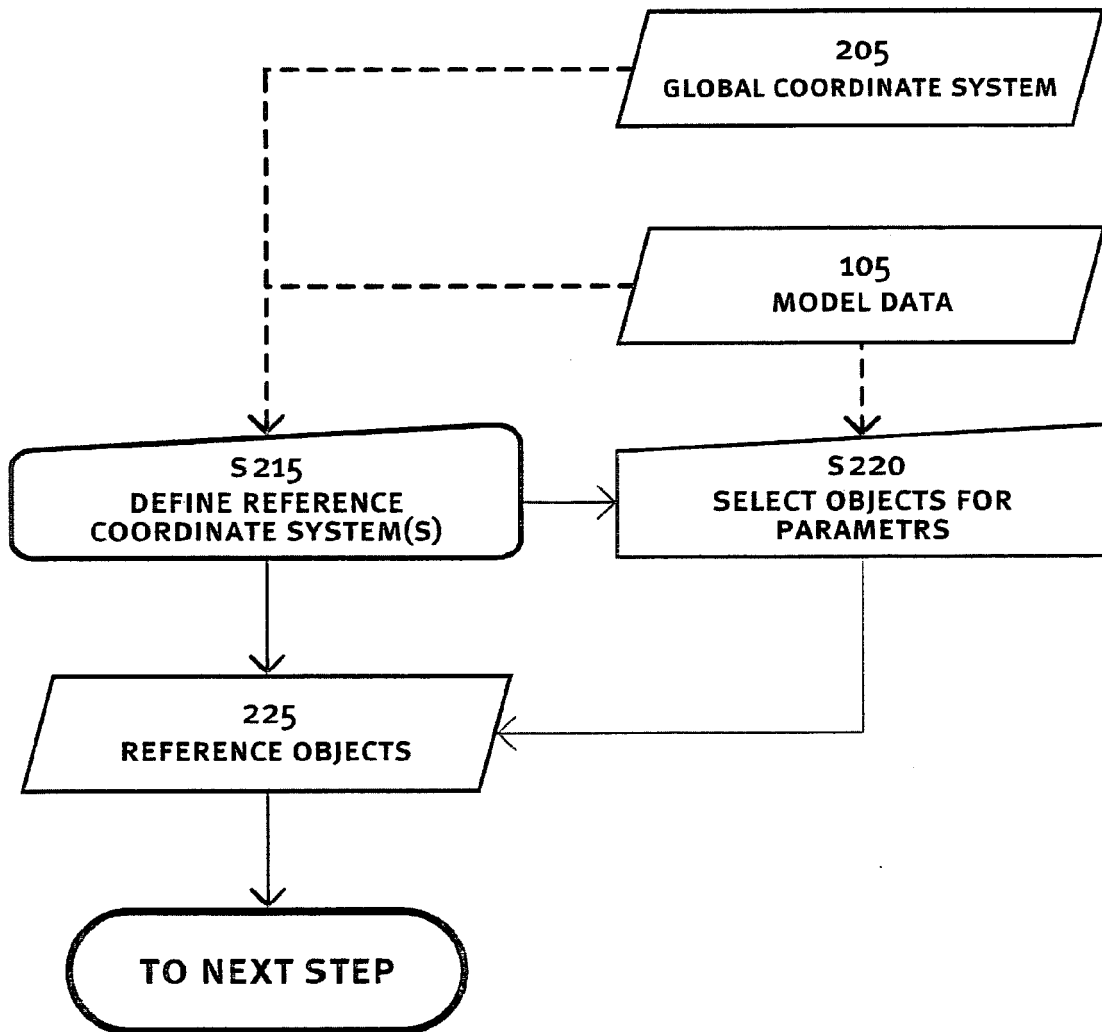 205
GLOBAL COORDINATE SYSTEM
105
MODEL DATA
S215
DEFINE REFERENCE
COORDINATE SYSTEM(S)
S220
SELECT OBJECTS FOR
PARAMETRS
225
REFERENCE OBJECTS
TO NEXT STEP